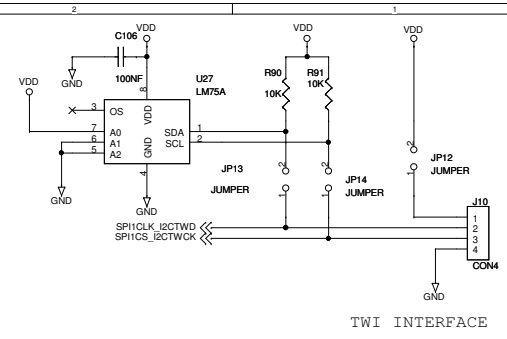 2 1
C106 VDD VDD VDD
GND 100NF
VDD U27
LM75A
R90 R91
10K 10K
3 OS VDD 8
7 A0 SDA 1
6 A1 SCL 2
5 A2 GND 4
GND GND
JP13 2 1
JUMPER
JP14 2 1
JUMPER
JP12 2 1
JUMPER
SPI1CLK_I2CTWD
SPI1CS_I2CTWCK
J10
1
2
3
4
CON4
GND
TWI INTERFACE